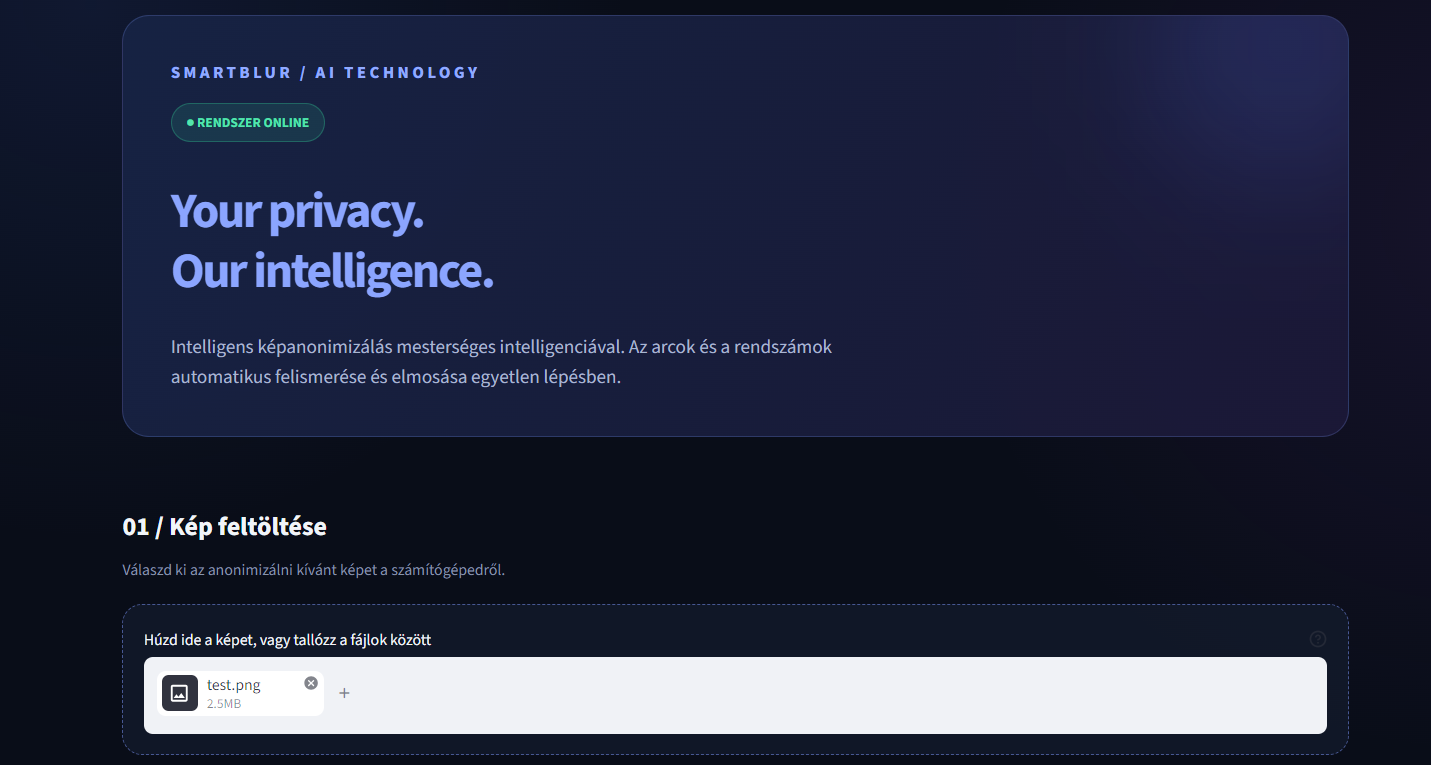 SMARTBLUR / AI TECHNOLOGY
RENDSZER ONLINE
Your privacy.
Our intelligence.
Intelligens képanonimizálás mesterséges intelligenciával. Az arcok és a rendszámok
automatikus felismerése és elmosása egyetlen lépésben.
01 / Kép feltöltése
Válaszd ki az anonimizálni kívánt képet a számítógépedről.
Húzd ide a képet, vagy tallózz a fájlok között
test.png
2.5MB